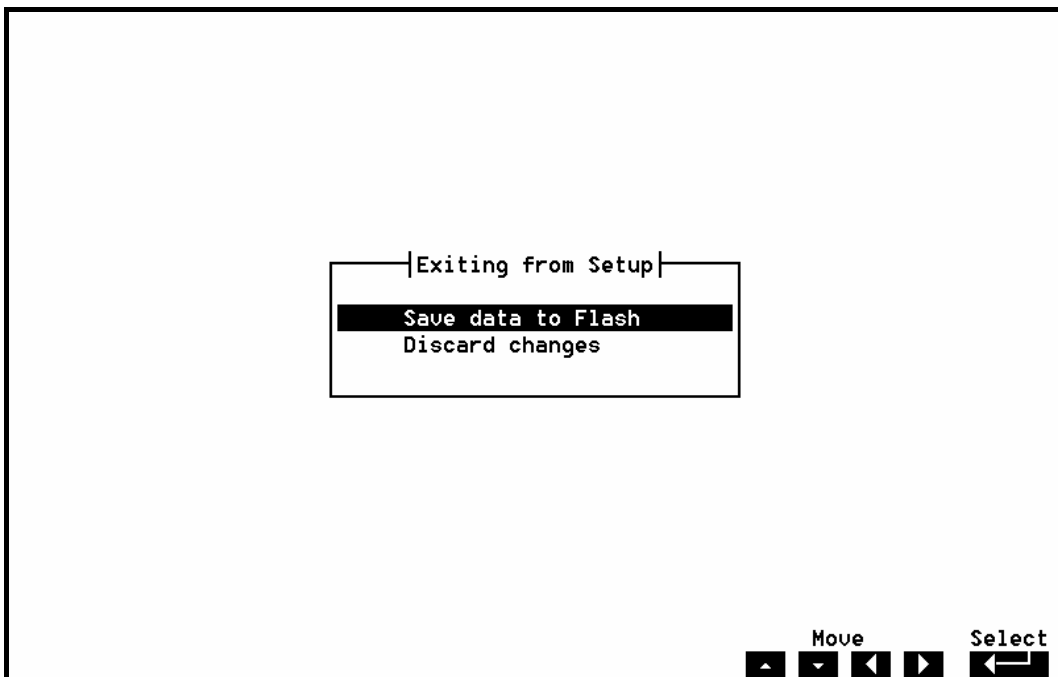 Exiting from Setup
Save data to Flash
Discard changes
Move Select